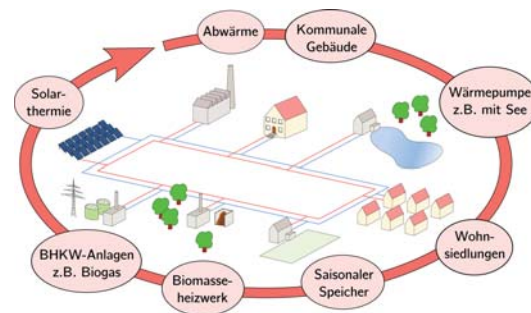 Abwärme
Kommunale
Gebäude
Wärmepumpe
z.B. mit See
Wohn-
siedlungen
Saisonaler
Speicher
Biomasse-
heizwerk
BHKW-Anlagen
z.B. Biogas
Solar-
thermie